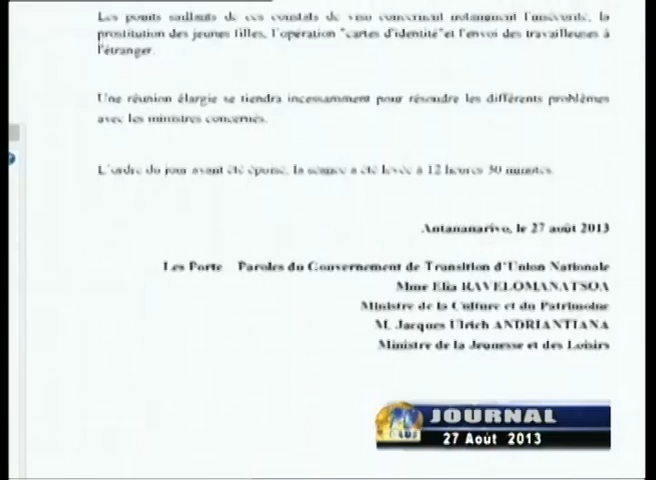 Les points saillants de ces constats de visu concernent notamment l'insécurité, la
prostitution des jeunes filles, l'opération "cartes d'identité"et l'envoi des travailleuses à
l'étranger.
Une réunion élargie se tiendra incessamment pour résoudre les différents problèmes
avec les ministres concernés.
L'ordre du jour ayant été épuisé, la séance a été levée à 12 heures 30 minutes.
Antananarivo, le 27 août 2013
Les Porte Paroles du Gouvernement de Transition d'Union Nationale
Mme Elia RAVELOMANATSOA
Ministre de la Culture et du Patrimoine
M. Jacques Ulrich ANDRIANTIANA
Ministre de la Jeunesse et des Loisirs
JOURNAL
27 Août 2013